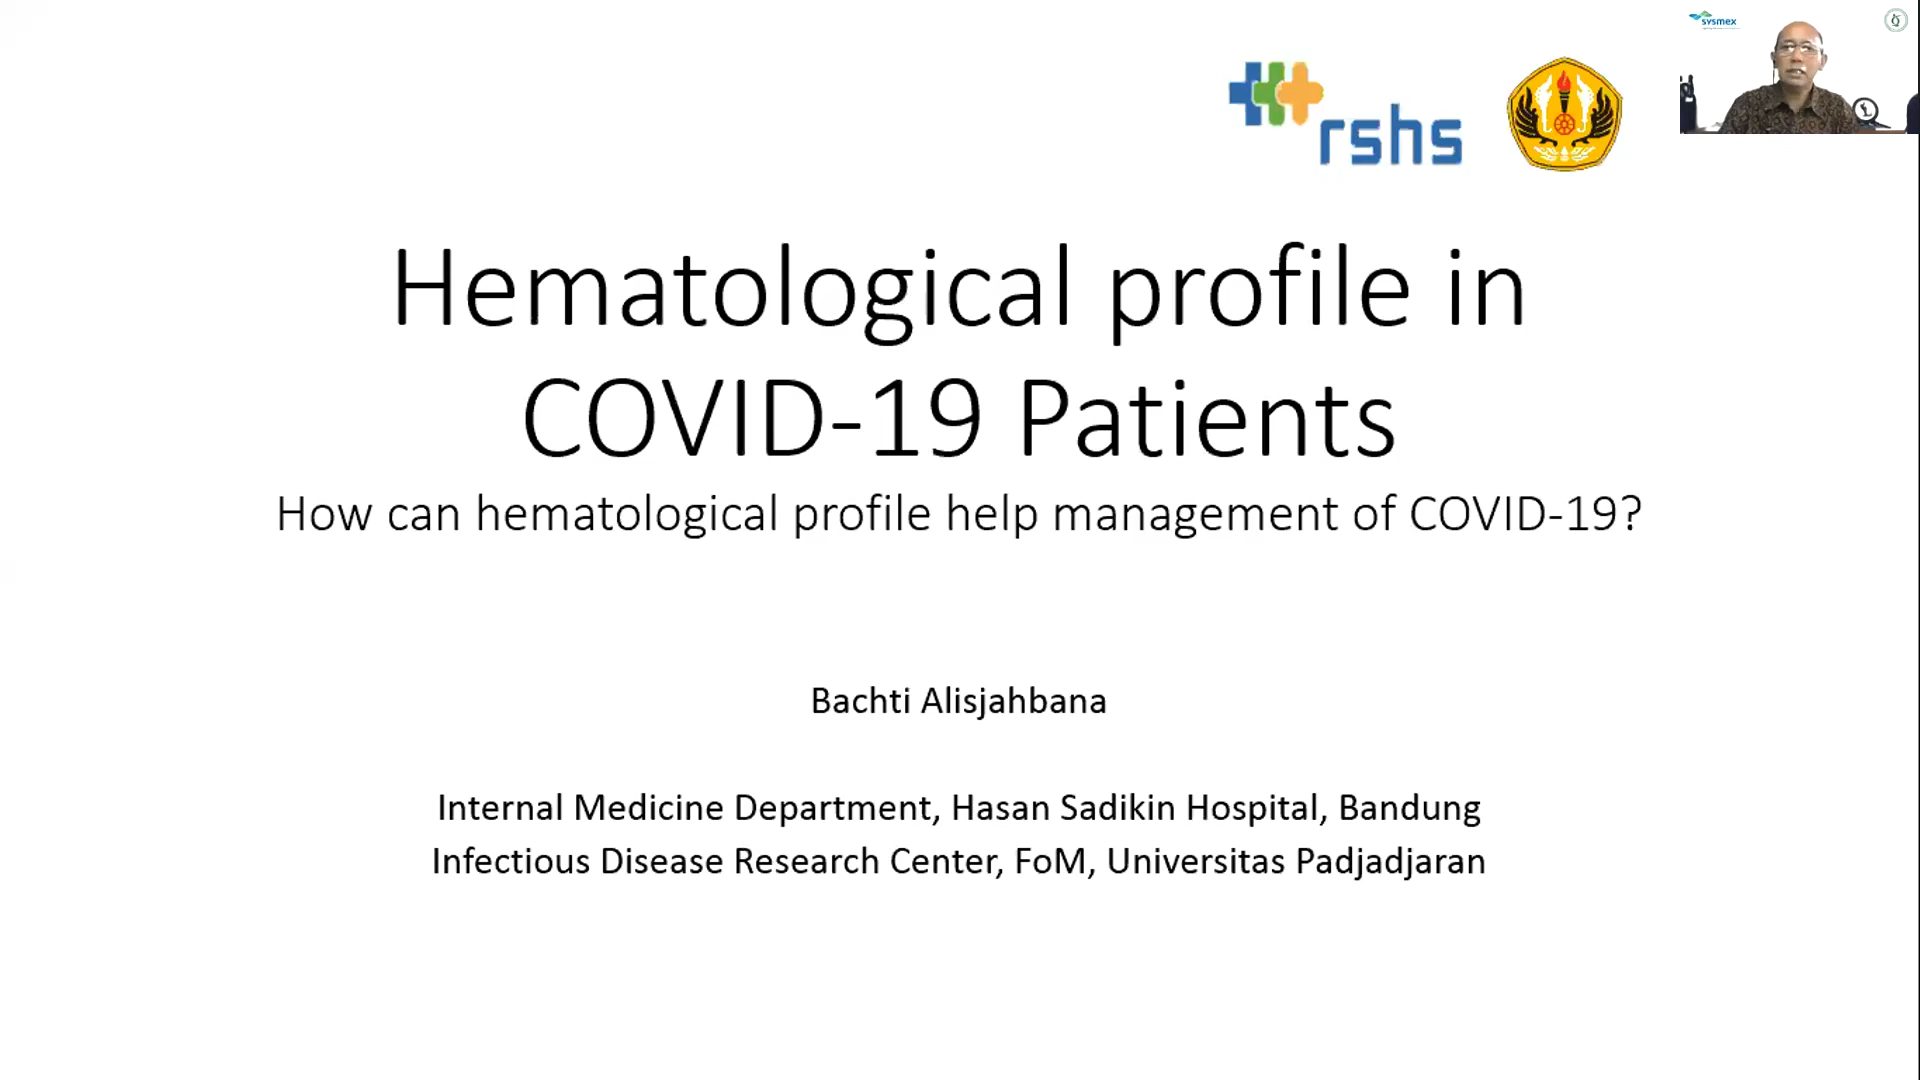 sysmex
rshs
Hematological profile in
COVID-19 Patients
How can hematological profile help management of COVID-19?
Bachti Alisjahbana
Internal Medicine Department, Hasan Sadikin Hospital, Bandung
Infectious Disease Research Center, FoM, Universitas Padjadjaran